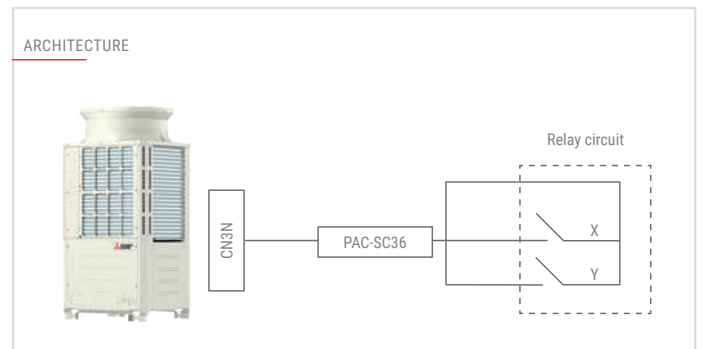 ARCHITECTURE
Relay circuit
CN3N
PAC-SC36
X
Y